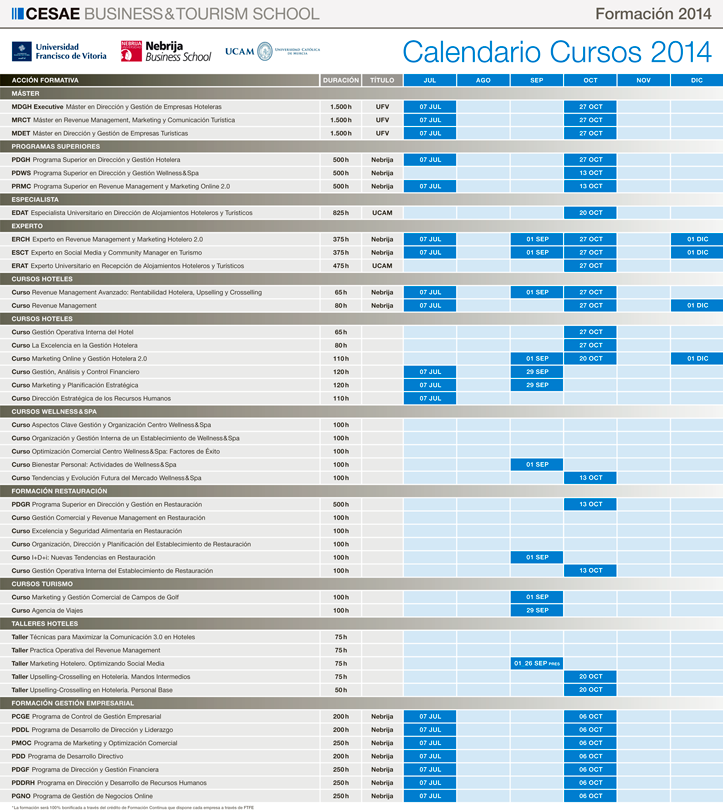 CESAE BUSINESS & TOURISM SCHOOL Formación 2014
Universidad Francisco de Vitoria
Nebrija Business School
UCAM UNIVERSIDAD CATÓLICA DE MURCIA
Calendario Cursos 2014
ACCIÓN FORMATIVA DURACIÓN TÍTULO JUL AGO SEP OCT NOV DIC
MÁSTER
MDGH Executive Máster en Dirección y Gestión de Empresas Hoteleras 1.500 h UFV 07 JUL 27 OCT
MRCT Máster en Revenue Management, Marketing y Comunicación Turística 1.500 h UFV 07 JUL 27 OCT
MDET Máster en Dirección y Gestión de Empresas Turísticas 1.500 h UFV 07 JUL 27 OCT
PROGRAMAS SUPERIORES
PDGH Programa Superior en Dirección y Gestión Hotelera 500 h Nebrija 07 JUL 27 OCT
PDWS Programa Superior en Dirección y Gestión Wellness & Spa 500 h Nebrija 13 OCT
PRMC Programa Superior en Revenue Management y Marketing Online 2.0 500 h Nebrija 07 JUL 13 OCT
ESPECIALISTA
EDAT Especialista Universitario en Dirección de Alojamientos Hoteleros y Turísticos 825 h UCAM 20 OCT
EXPERTO
ERCH Experto en Revenue Management y Marketing Hotelero 2.0 375 h Nebrija 07 JUL 01 SEP 27 OCT 01 DIC
ESCT Experto en Social Media y Community Manager en Turismo 375 h Nebrija 07 JUL 01 SEP 27 OCT 01 DIC
ERAT Experto Universitario en Recepción de Alojamientos Hoteleros y Turísticos 475 h UCAM 27 OCT
CURSOS HOTELES
Curso Revenue Management Avanzado: Rentabilidad Hotelera, Upselling y Crosselling 65 h Nebrija 07 JUL 01 SEP 27 OCT
Curso Revenue Management 80 h Nebrija 07 JUL 27 OCT 01 DIC
CURSOS HOTELES
Curso Gestión Operativa Interna del Hotel 65 h 27 OCT
Curso La Excelencia en la Gestión Hotelera 80 h 27 OCT
Curso Marketing Online y Gestión Hotelera 2.0 110 h 01 SEP 20 OCT 01 DIC
Curso Gestión, Análisis y Control Financiero 120 h 07 JUL 29 SEP
Curso Marketing y Planificación Estratégica 120 h 07 JUL 29 SEP
Curso Dirección Estratégica de los Recursos Humanos 110 h 07 JUL
CURSOS WELLNESS & SPA
Curso Aspectos Clave Gestión y Organización Centro Wellness & Spa 100 h
Curso Organización y Gestión Interna de un Establecimiento de Wellness & Spa 100 h
Curso Optimización Comercial Centro Wellness & Spa: Factores de Éxito 100 h
Curso Bienestar Personal: Actividades de Wellness & Spa 100 h 01 SEP
Curso Tendencias y Evolución Futura del Mercado Wellness & Spa 100 h 13 OCT
FORMACIÓN RESTAURACIÓN
PDGR Programa Superior en Dirección y Gestión en Restauración 500 h 13 OCT
Curso Gestión Comercial y Revenue Management en Restauración 100 h
Curso Excelencia y Seguridad Alimentaria en Restauración 100 h
Curso Organización, Dirección y Planificación del Establecimiento de Restauración 100 h
Curso I+D+i: Nuevas Tendencias en Restauración 100 h 01 SEP
Curso Gestión Operativa Interna del Establecimiento de Restauración 100 h 13 OCT
CURSOS TURISMO
Curso Marketing y Gestión Comercial de Campos de Golf 100 h 01 SEP
Curso Agencia de Viajes 100 h 29 SEP
TALLERES HOTELES
Taller Técnicas para Maximizar la Comunicación 3.0 en Hoteles 75 h
Taller Practica Operativa del Revenue Management 75 h
Taller Marketing Hotelero. Optimizando Social Media 75 h 01 26 SEP PRES
Taller Upselling-Crosselling en Hotelería. Mandos Intermedios 75 h 20 OCT
Taller Upselling-Crosselling en Hotelería. Personal Base 50 h 20 OCT
FORMACIÓN GESTIÓN EMPRESARIAL
PCGE Programa de Control de Gestión Empresarial 200 h Nebrija 07 JUL 06 OCT
PDDL Programa de Desarrollo de Dirección y Liderazgo 200 h Nebrija 07 JUL 06 OCT
PMOC Programa de Marketing y Optimización Comercial 250 h Nebrija 07 JUL 06 OCT
PDD Programa de Desarrollo Directivo 200 h Nebrija 07 JUL 06 OCT
PDGF Programa de Dirección y Gestión Financiera 250 h Nebrija 07 JUL 06 OCT
PDDRH Programa en Dirección y Desarrollo de Recursos Humanos 250 h Nebrija 07 JUL 06 OCT
PGNO Programa de Gestión de Negocios Online 250 h Nebrija 07 JUL 06 OCT
*La formación será 100% bonificada a través del crédito de Formación Continua que dispone cada empresa a través de FTFE